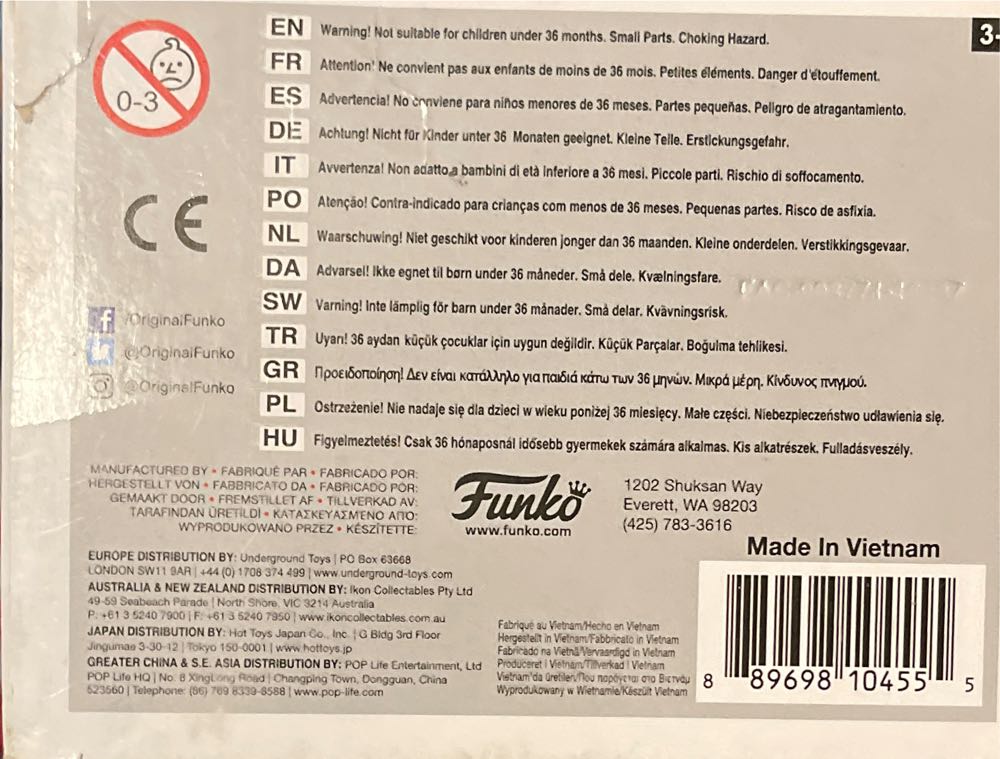 0-3
3-
EN Warning! Not suitable for children under 36 months. Small Parts. Choking Hazard.
FR Attention! Ne convient pas aux enfants de moins de 36 mois. Petites éléments. Danger d'étouffement.
ES Advertencia! No conviene para niños menores de 36 meses. Partes pequeñas. Peligro de atragantamiento.
DE Achtung! Nicht für Kinder unter 36 Monaten geeignet. Kleine Teile. Erstickungsgefahr.
IT Avvertenza! Non adatto a bambini di età inferiore a 36 mesi. Piccole parti. Rischio di soffocamento.
PO Atenção! Contra-indicado para crianças com menos de 36 meses. Pequenas partes. Risco de asfixia.
NL Waarschuwing! Niet geschikt voor kinderen jonger dan 36 maanden. Kleine onderdelen. Verstikkingsgevaar.
DA Advarsel! Ikke egnet til børn under 36 måneder. Små dele. Kvælningsfare.
SW Varning! Inte lämplig för barn under 36 månader. Små delar. Kvävningsrisk.
TR Uyarı! 36 aydan küçük çocuklar için uygun değildir. Küçük Parçalar. Boğulma tehlikesi.
GR Προειδοποίηση! Δεν είναι κατάλληλο για παιδιά κάτω των 36 μηνών. Μικρά μέρη. Κίνδυνος πνιγμού.
PL Ostrzeżenie! Nie nadaje się dla dzieci w wieku poniżej 36 miesięcy. Małe części. Niebezpieczeństwo udławienia się.
HU Figyelmeztetés! Csak 36 hónaposnál idősebb gyermekek számára alkalmas. Kis alkatrészek. Fulladásveszély.
CE
f /OriginalFunko
@OriginalFunko
@OriginalFunko
MANUFACTURED BY • FABRIQUÉ PAR • FABRICADO POR:
HERGESTELLT VON • FABBRICATO DA • FABRICADO POR:
GEMAAKT DOOR • FREMSTILLET AF • TILLVERKAD AV:
TARAFINDAN ÜRETILDI • ΚΑΤΑΣΚΕΥΑΣΜΕΝΟ ΑΠΟ:
WYPRODUKOWANO PRZEZ • KÉSZÍTETTE:
Funko
www.funko.com
1202 Shuksan Way
Everett, WA 98203
(425) 783-3616
EUROPE DISTRIBUTION BY: Underground Toys | PO Box 63668
LONDON SW11 9AR | +44 (0) 1708 374 499 | www.underground-toys.com
AUSTRALIA & NEW ZEALAND DISTRIBUTION BY: Ikon Collectables Pty Ltd
49-59 Seabeach Parade | North Shore, VIC 3214 Australia
P: +61 3 5240 7900 | F: +61 3 5240 7950 | www.ikoncollectables.com.au
JAPAN DISTRIBUTION BY: Hot Toys Japan Co., Inc. | G Bldg 3rd Floor
Jingumae 3-30-12 | Tokyo 150-0001 | www.hottoys.jp
GREATER CHINA & S.E. ASIA DISTRIBUTION BY: POP Life Entertainment, Ltd
POP Life HQ | No. 8 XingLong Road | Changping Town, Dongguan, China
523560 | Telephone: (86) 769 8339-8588 | www.pop-life.com
Made In Vietnam
Fabriqué au Vietnam/Hecho en Vietnam
Hergestellt in Vietnam/Fabbricato in Vietnam
Fabricado na Vietnã/Vervaardigd in Vietnam
Produceret i Vietnam/Tillverkad i Vietnam
Vietnam'da üretilen/Που παράγεται στο Βιετνάμ
Wyprodukowany w Wietnamie/Készült Vietnam
8 89698 10455 5